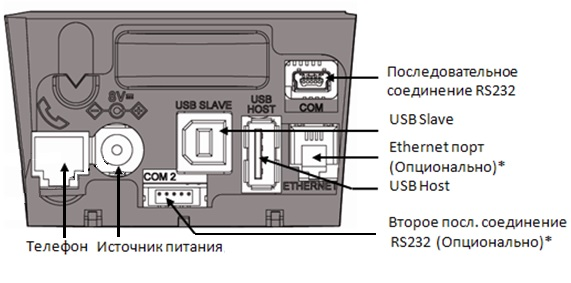 8V
USB SLAVE
USB
HOST
COM
COM 2
ETHERNET
Последовательное
соединение RS232
USB Slave
Ethernet порт
(Опционально)*
USB Host
Второе посл. соединение
RS232 (Опционально)*
Телефон
Источник питания